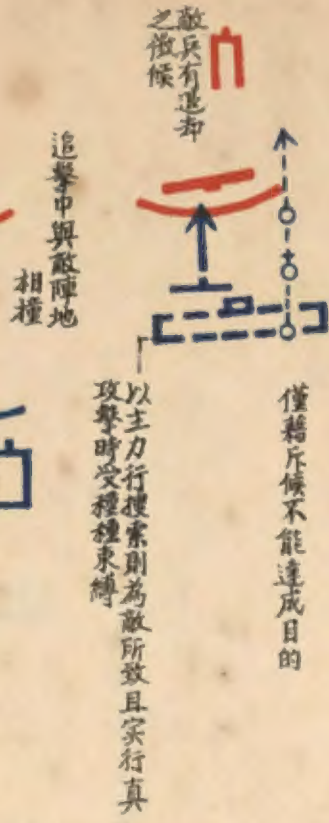 僅藉斥候不能達成目的
敵兵有退却
之徵候
以主力行搜索則為敵所致且实行真
攻擊時受種種束縛
追擊中與敵陣地
相撞